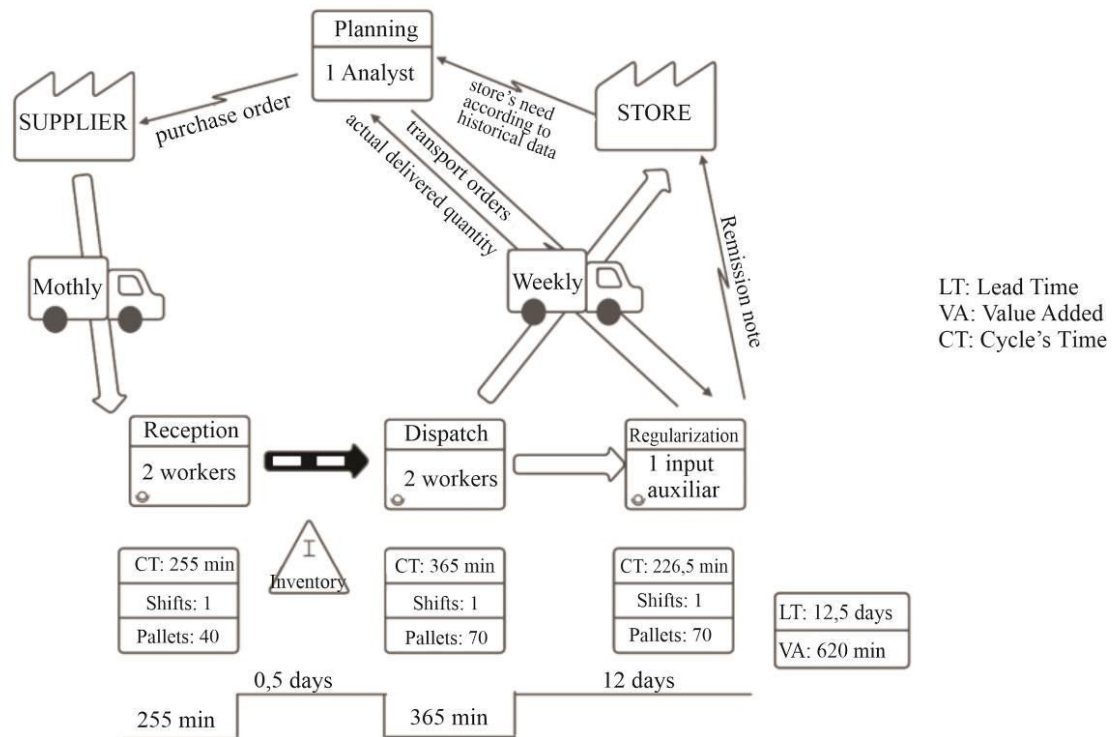 Planning
1 Analyst
SUPPLIER
purchase order
store's need
according to
historical data
STORE
transport orders
actual delivered quantity
Mothly
Weekly
Remission note
LT: Lead Time
VA: Value Added
CT: Cycle's Time
Reception
2 workers
Dispatch
2 workers
Regularization
1 input
auxiliar
I
Inventory
CT: 255 min
Shifts: 1
Pallets: 40
CT: 365 min
Shifts: 1
Pallets: 70
CT: 226,5 min
Shifts: 1
Pallets: 70
LT: 12,5 days
VA: 620 min
255 min
0,5 days
365 min
12 days